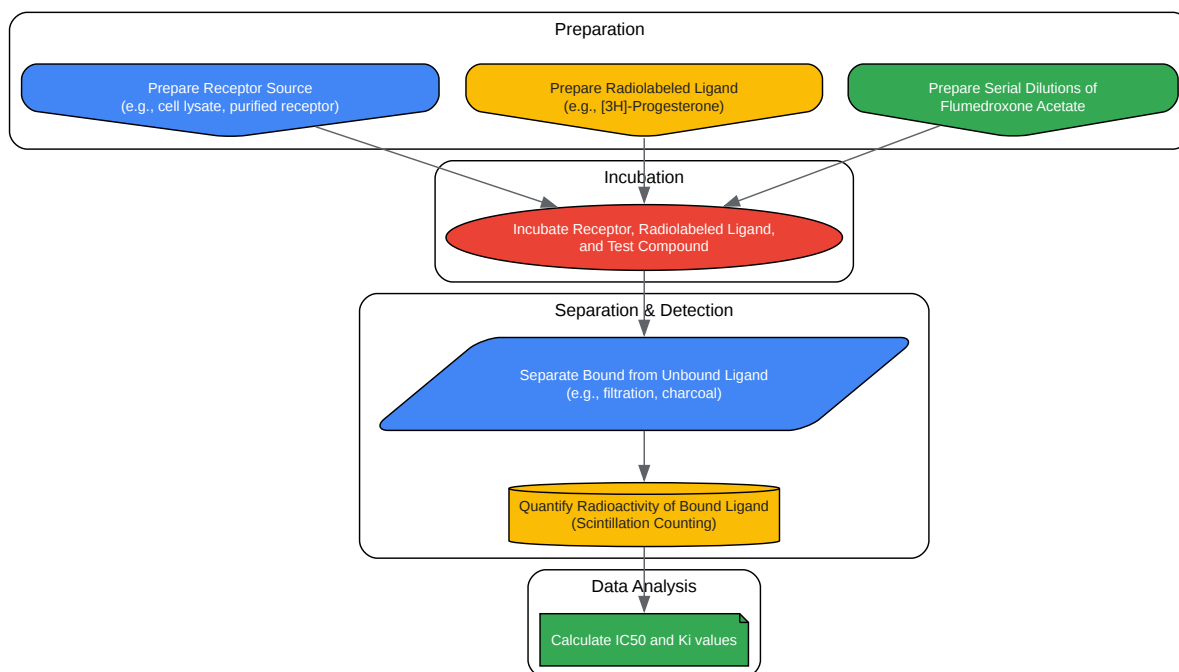 Preparation
Prepare Receptor Source
(e.g., cell lysate, purified receptor)
Prepare Radiolabeled Ligand
(e.g., [3H]-Progesterone)
Prepare Serial Dilutions of
Flumedroxone Acetate
Incubation
Incubate Receptor, Radiolabeled Ligand,
and Test Compound
Separation & Detection
Separate Bound from Unbound Ligand
(e.g., filtration, charcoal)
Quantify Radioactivity of Bound Ligand
(Scintillation Counting)
Data Analysis
Calculate IC50 and Ki values